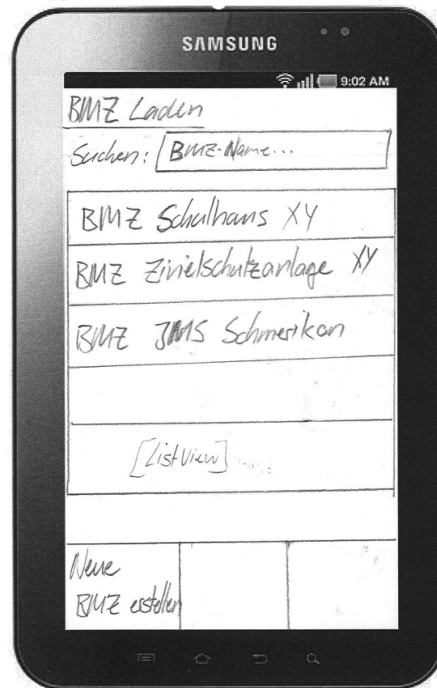 SAMSUNG
9:02 AM
BMZ Laden
Suchen: BMZ-Name...
BMZ Schulhaus XY
BMZ Zivielschutzanlage XY
BMZ JMS Schmerikon
[ListView]
Neue
BMZ erstellen